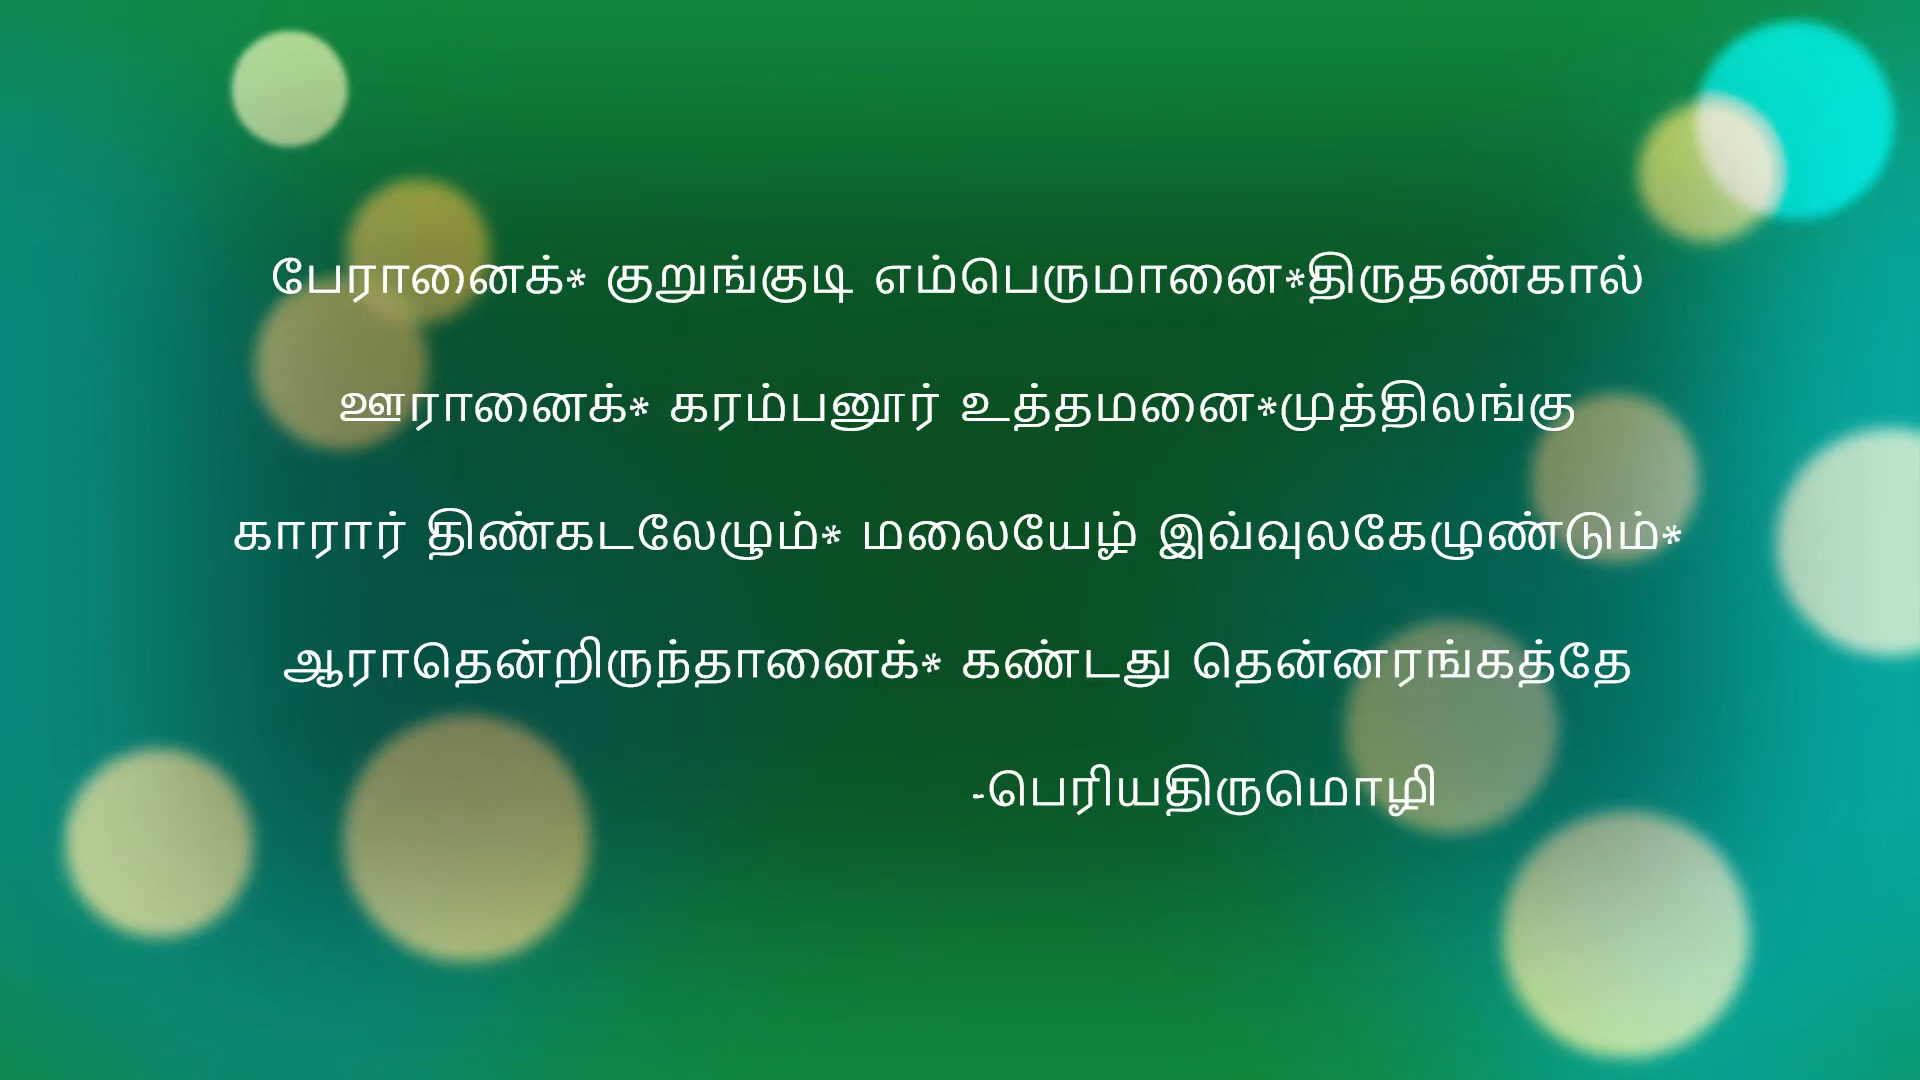 பேரானைக்* குறுங்குடி எம்பெருமானை*திருதண்கால்
ஊரானைக்* கரம்பனூர் உத்தமனை*முத்திலங்கு
காரார் திண்கடலேழும்* மலையேழ் இவ்வுலகேழுண்டும்*
ஆராதென்றிருந்தானைக்* கண்டது தென்னரங்கத்தே
-பெரியதிருமொழி